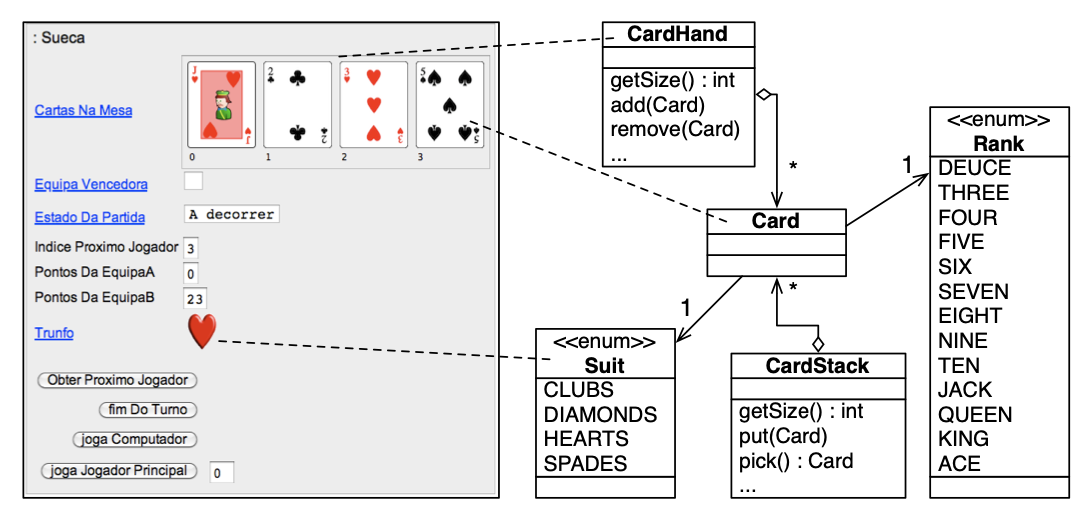 : Sueca
Cartas Na Mesa
J
2
3
5
0
1
2
3
Equipa Vencedora
Estado Da Partida
A decorrer
Indice Proximo Jogador
3
Pontos Da EquipaA
0
Pontos Da EquipaB
23
Trunfo
Obter Proximo Jogador
fim Do Turno
joga Computador
joga Jogador Principal
0
CardHand
getSize() : int
add(Card)
remove(Card)
...
*
Card
1
<<enum>>
Rank
DEUCE
THREE
FOUR
FIVE
SIX
SEVEN
EIGHT
NINE
TEN
JACK
QUEEN
KING
ACE
1
<<enum>>
Suit
CLUBS
DIAMONDS
HEARTS
SPADES
*
CardStack
getSize() : int
put(Card)
pick() : Card
...